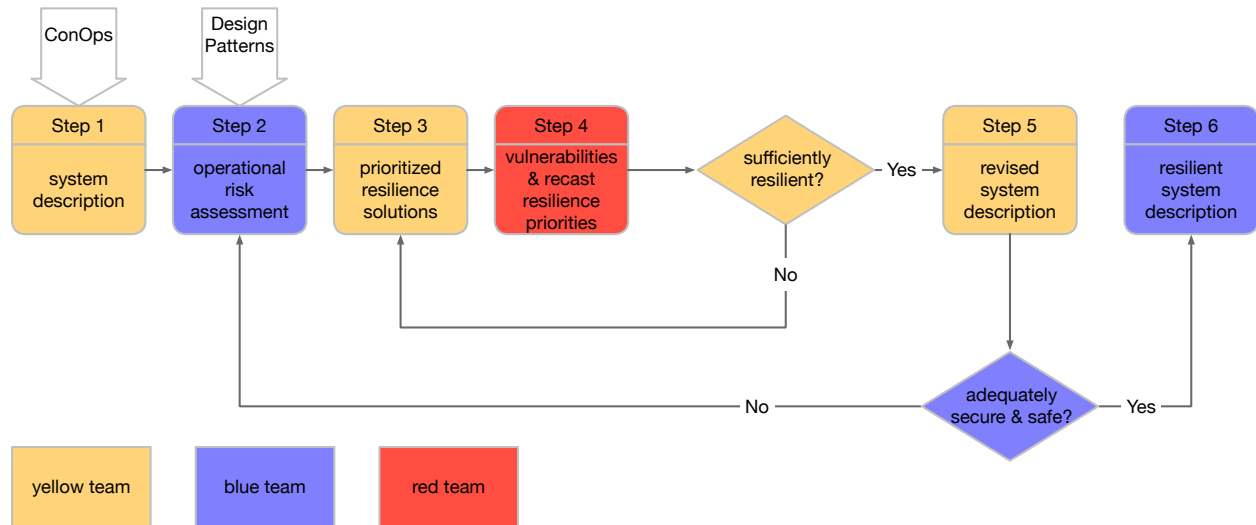 ConOps
Design
Patterns
Step 1
system
description
Step 2
operational
risk
assessment
Step 3
prioritized
resilience
solutions
Step 4
vulnerabilities
& recast
resilience
priorities
sufficiently
resilient?
Yes
No
Step 5
revised
system
description
Step 6
resilient
system
description
adequately
secure & safe?
No
Yes
yellow team
blue team
red team